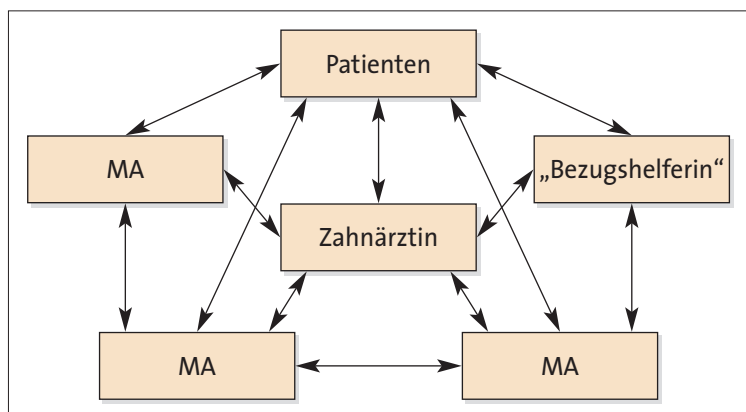 Patienten
MA
„Bezugshelferin“
Zahnärztin
MA
MA